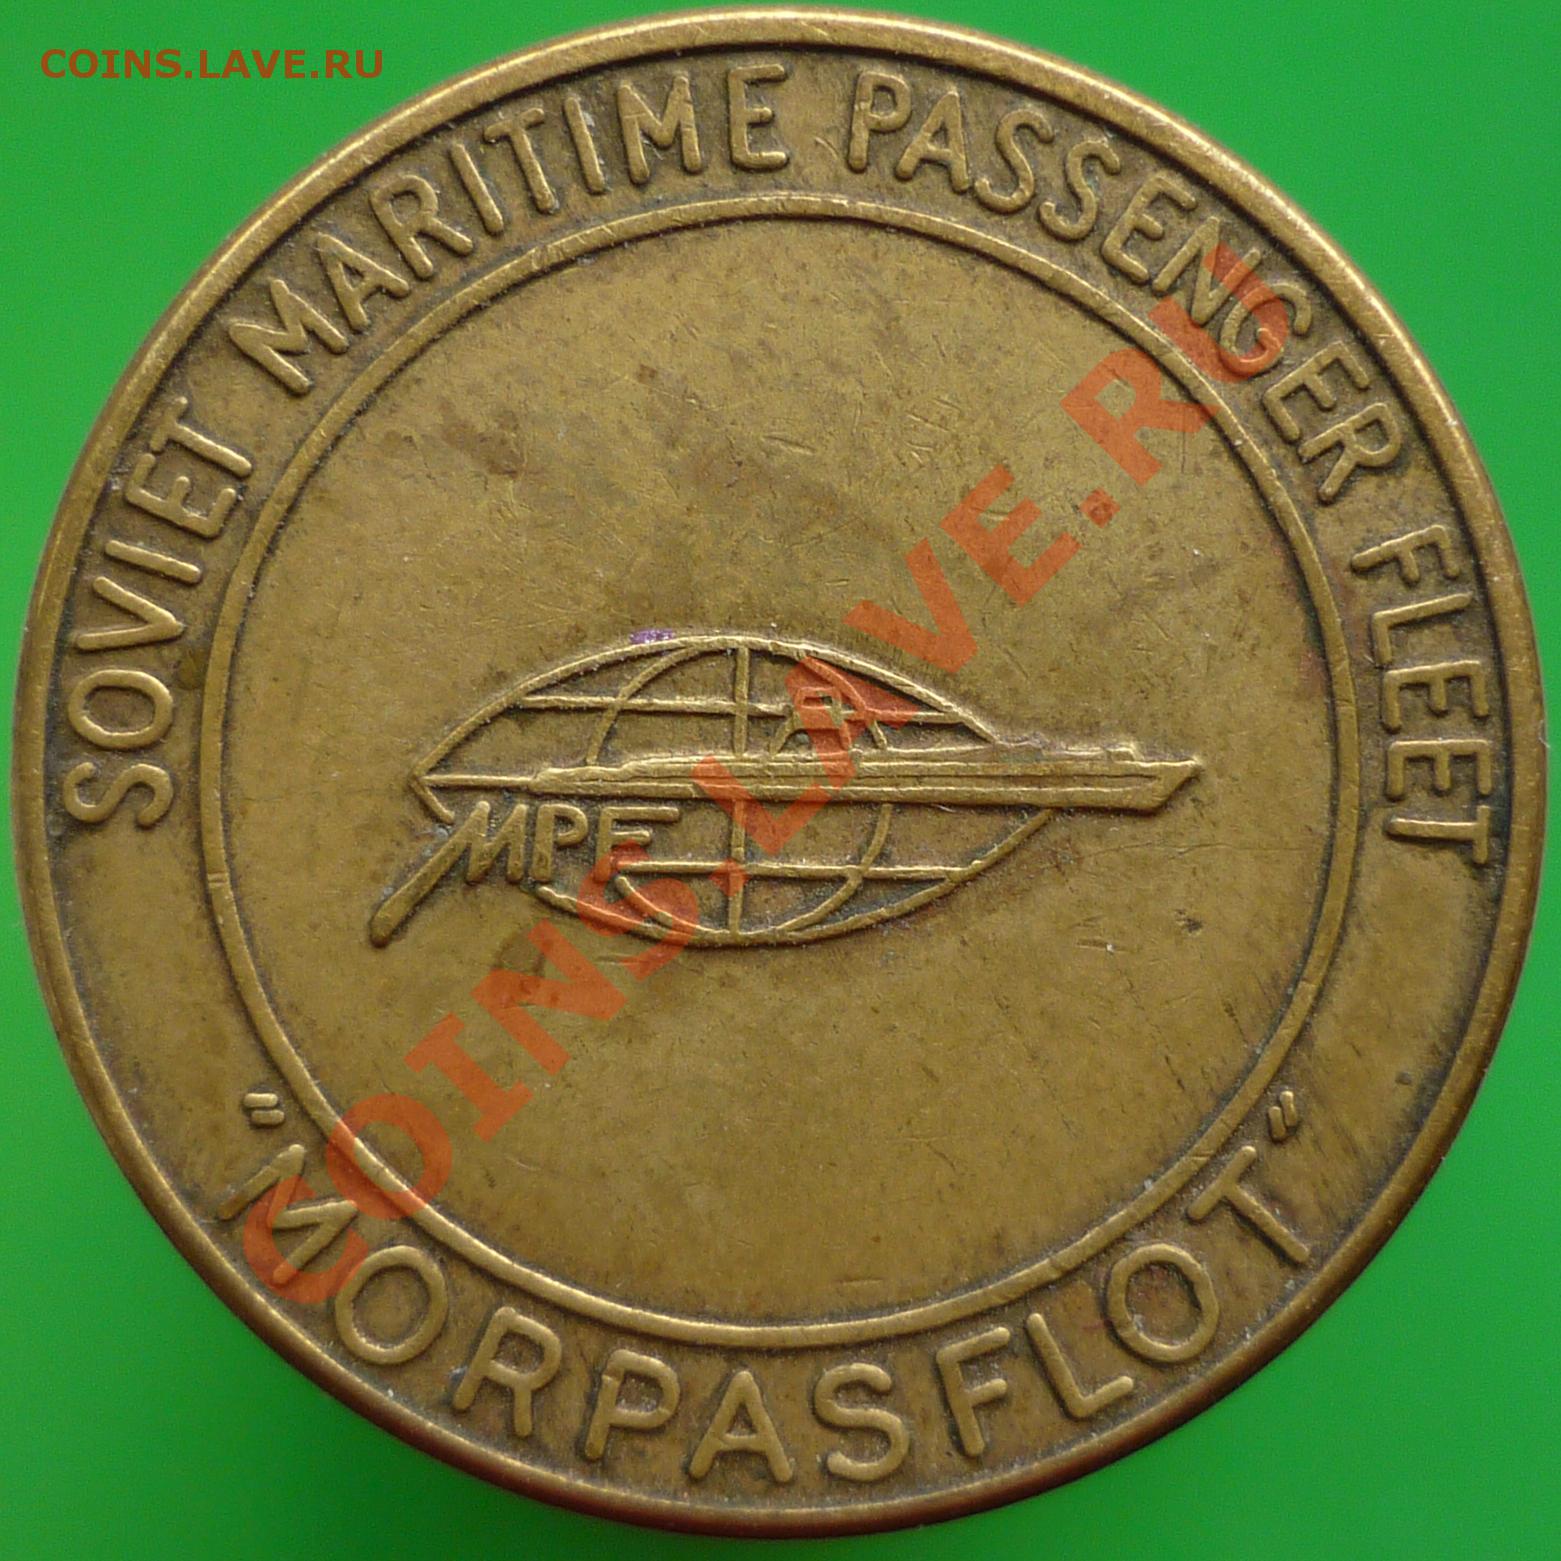 COINS.LAVE.RU
SOVIET MARITIME PASSENGER FLEET
MPF
COINS.LAVE.RU
"MORPASFLOT"